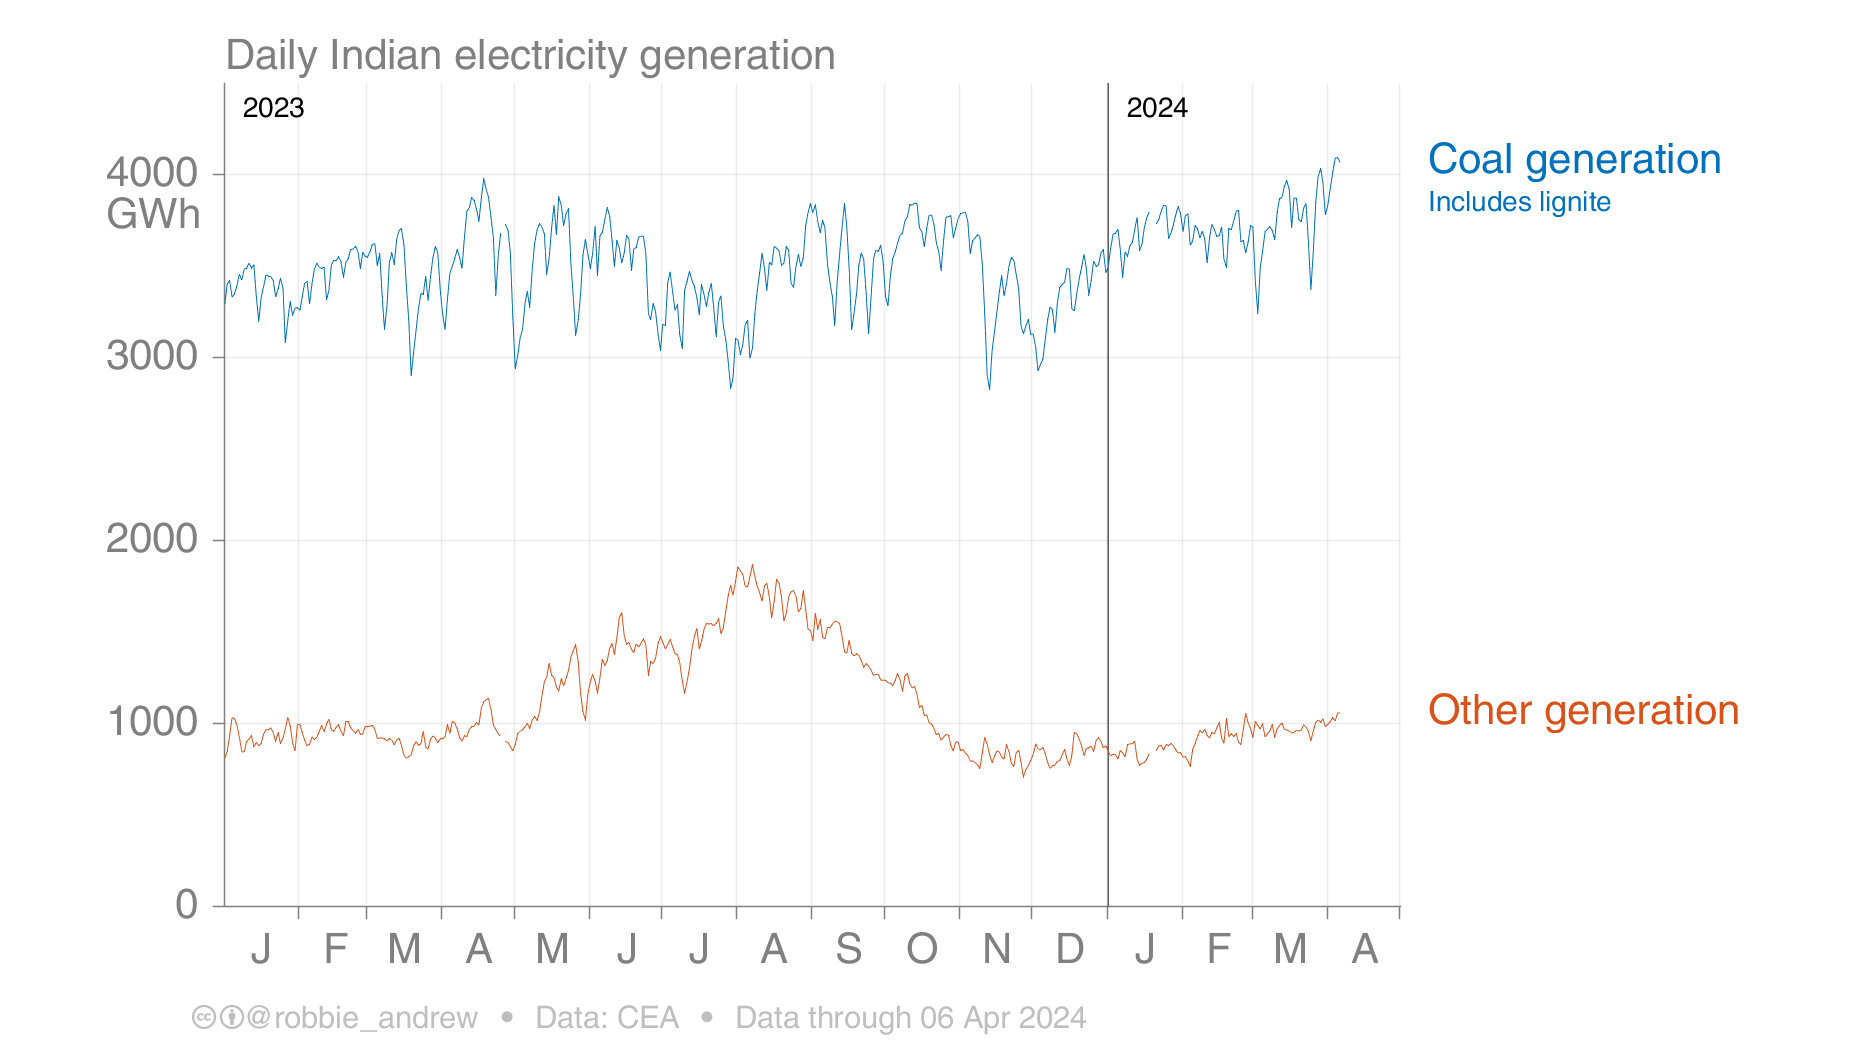 Daily Indian electricity generation
2023
2024
4000
GWh
3000
2000
1000
0
Coal generation
Includes lignite
Other generation
J F M A M J J A S O N D J F M A
@robbie_andrew • Data: CEA • Data through 06 Apr 2024